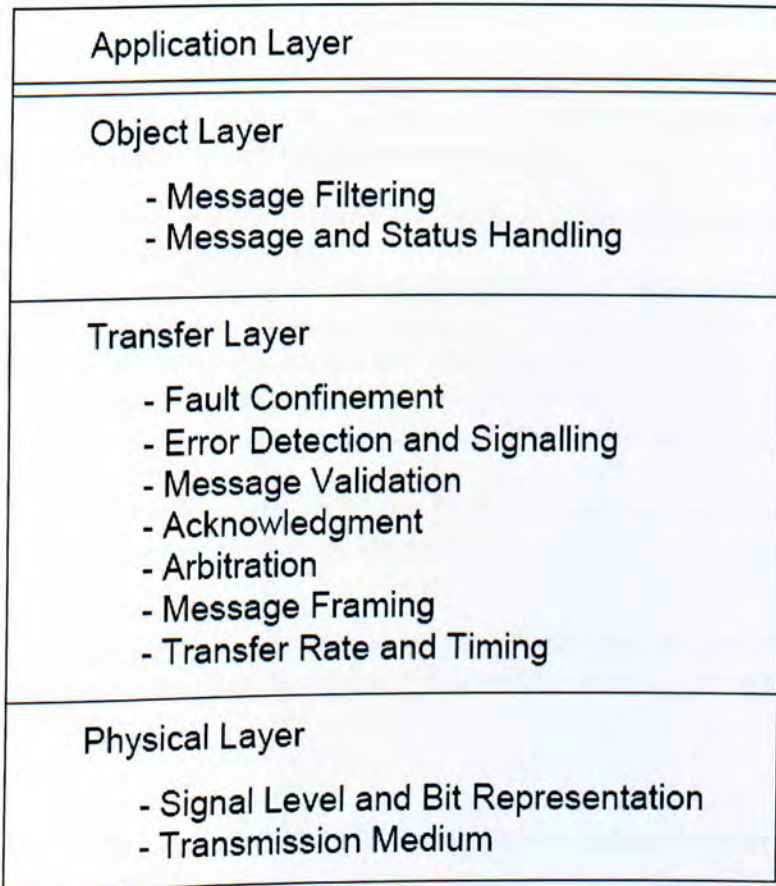 Application Layer
Object Layer
- Message Filtering
- Message and Status Handling
Transfer Layer
- Fault Confinement
- Error Detection and Signalling
- Message Validation
- Acknowledgment
- Arbitration
- Message Framing
- Transfer Rate and Timing
Physical Layer
- Signal Level and Bit Representation
- Transmission Medium